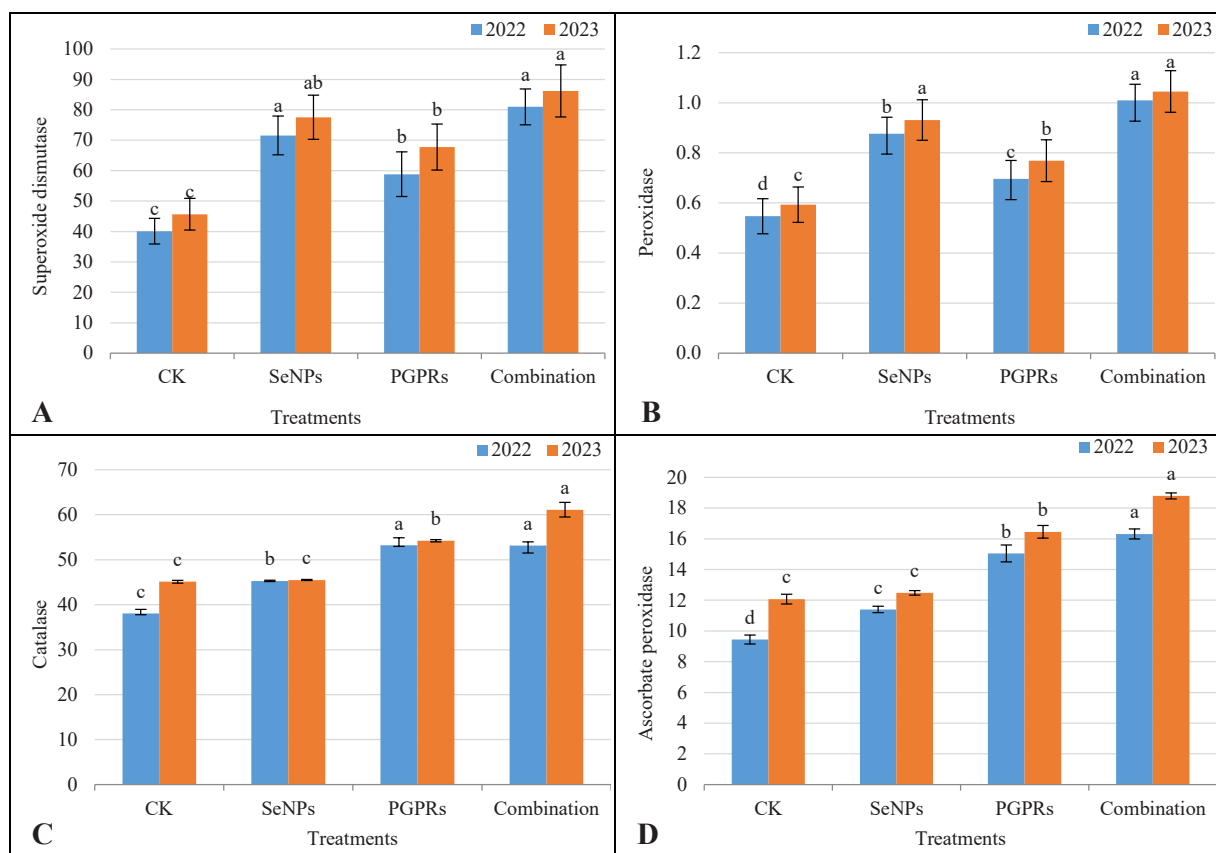 2022 2023
100
90
80
70
60
50
40
30
20
10
0
Superoxide dismutase
c c a ab b b a a
CK SeNPs PGPRs Combination
Treatments
A
2022 2023
1.2
1.0
0.8
0.6
0.4
0.2
0.0
Peroxidase
d c b a c b a a
CK SeNPs PGPRs Combination
Treatments
B
2022 2023
70
60
50
40
30
20
10
0
Catalase
c c b c a b a a
CK SeNPs PGPRs Combination
Treatments
C
2022 2023
20
18
16
14
12
10
8
6
4
2
0
Ascorbate peroxidase
d c c c b b a a
CK SeNPs PGPRs Combination
Treatments
D